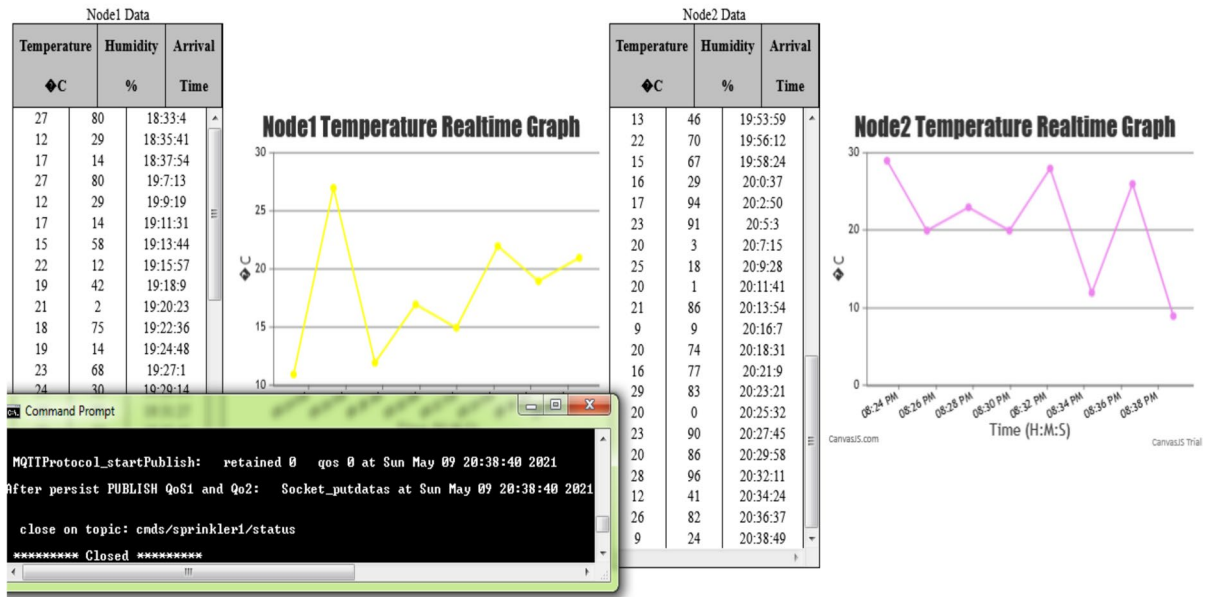 Node1 Data
Temperature Humidity Arrival
�C % Time
27 80 18:33:4
12 29 18:35:41
17 14 18:37:54
27 80 19:7:13
12 29 19:9:19
17 14 19:11:31
15 58 19:13:44
22 12 19:15:57
19 42 19:18:9
21 2 19:20:23
18 75 19:22:36
19 14 19:24:48
23 68 19:27:1
24 30 19:29:14
Node1 Temperature Realtime Graph
30
25
20
15
10
�C
Command Prompt
MQTTProtocol_startPublish: retained 0 qos 0 at Sun May 09 20:38:40 2021
After persist PUBLISH QoS1 and Qo2: Socket_putdatas at Sun May 09 20:38:40 2021
close on topic: cmds/sprinkler1/status
********* Closed *********
Node2 Data
Temperature Humidity Arrival
�C % Time
13 46 19:53:59
22 70 19:56:12
15 67 19:58:24
16 29 20:0:37
17 94 20:2:50
23 91 20:5:3
20 3 20:7:15
25 18 20:9:28
20 1 20:11:41
21 86 20:13:54
9 9 20:16:7
20 74 20:18:31
16 77 20:21:9
29 83 20:23:21
20 0 20:25:32
23 90 20:27:45
20 86 20:29:58
28 96 20:32:11
12 41 20:34:24
26 82 20:36:37
9 24 20:38:49
Node2 Temperature Realtime Graph
30
20
10
0
�C
08:24 PM 08:26 PM 08:28 PM 08:30 PM 08:32 PM 08:34 PM 08:36 PM 08:38 PM
Time (H:M:S)
CanvasJS.com
CanvasJS Trial